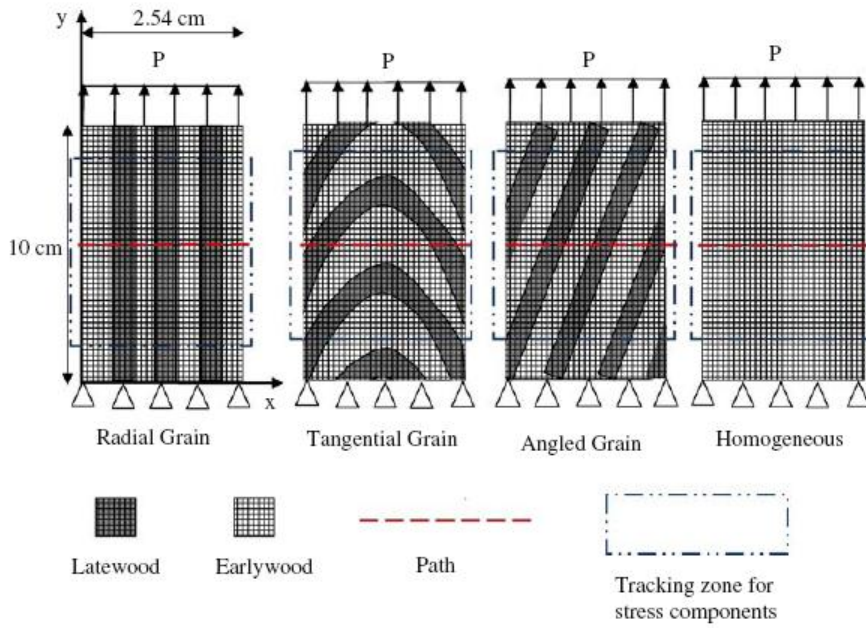 y
2.54 cm
P
P
P
P
10 cm
x
Radial Grain
Tangential Grain
Angled Grain
Homogeneous
Latewood
Earlywood
Path
Tracking zone for
stress components